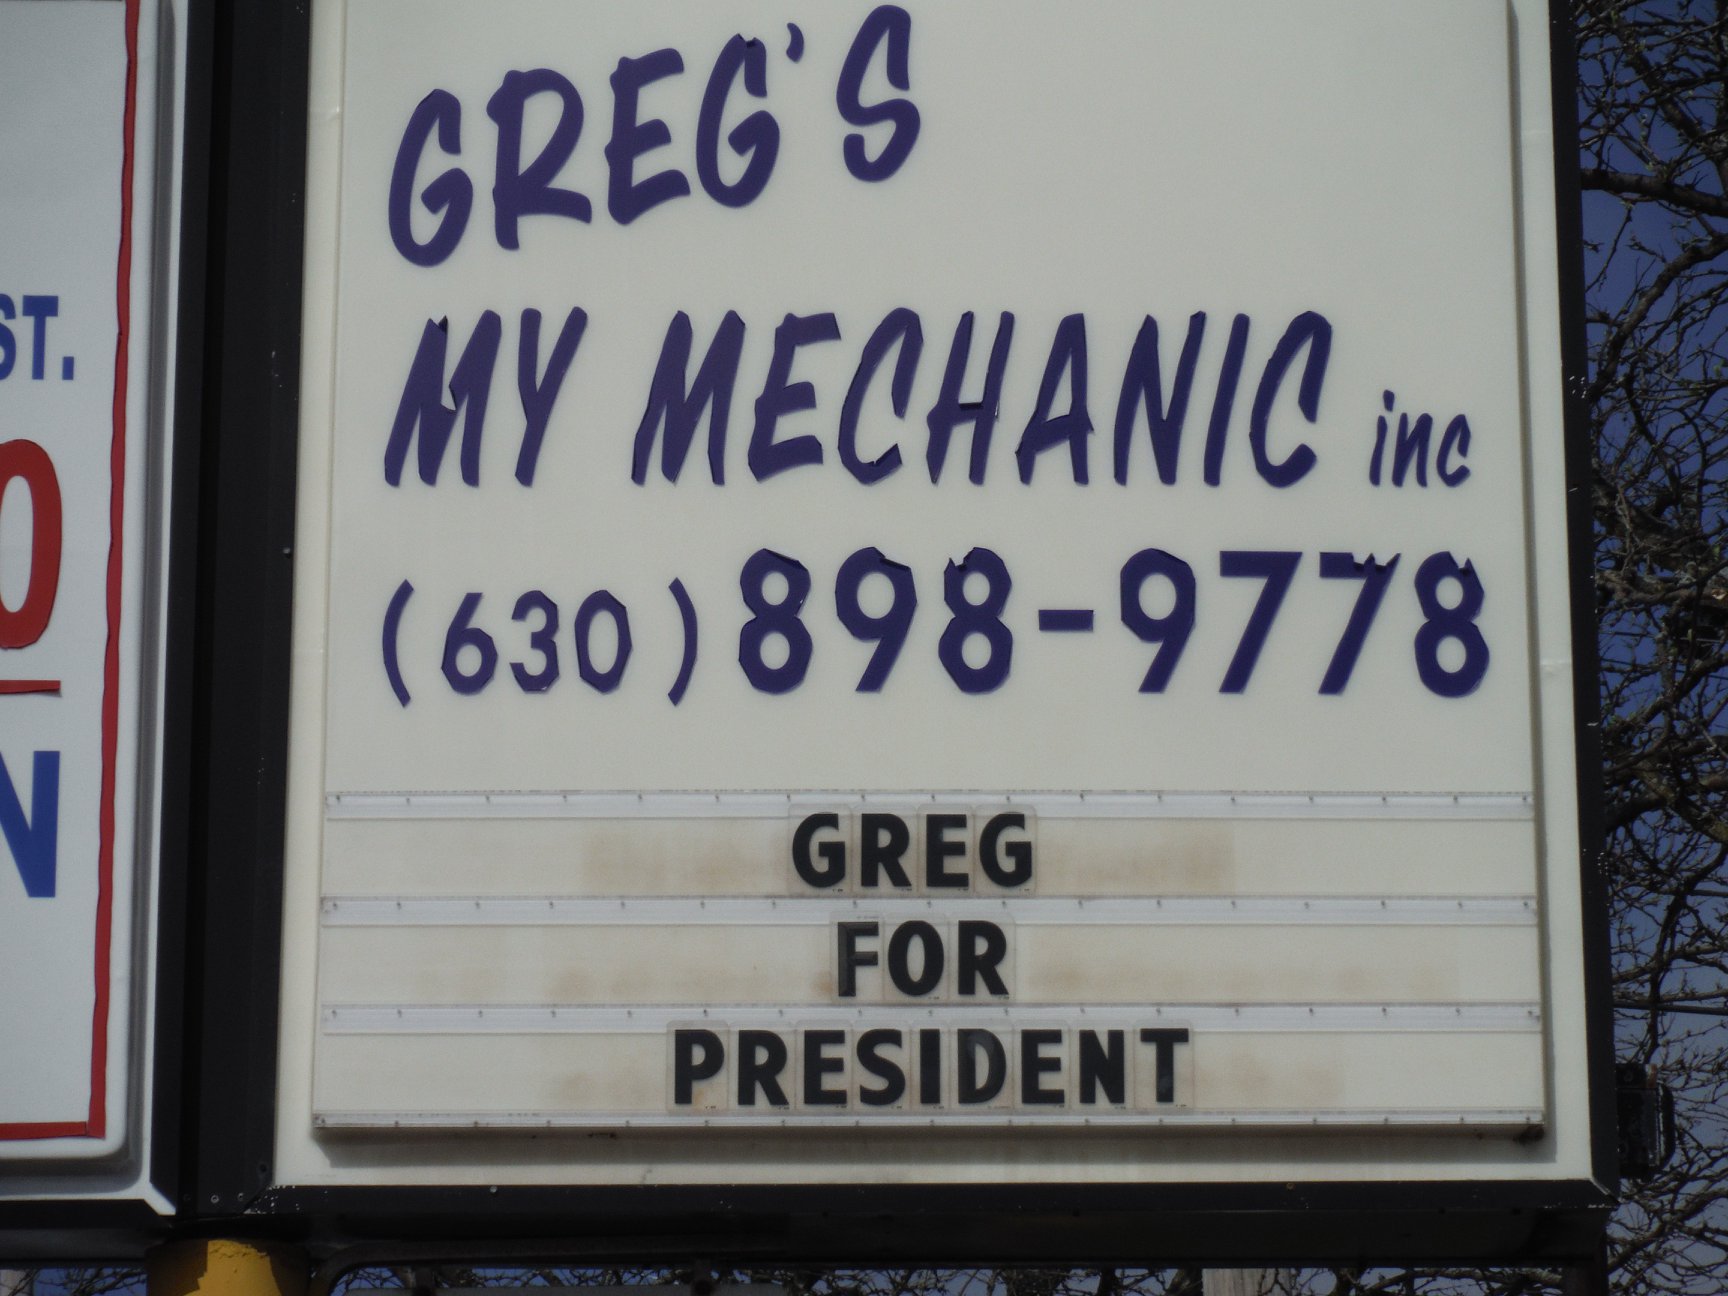 GREG'S
MY MECHANIC inc
(630) 898-9778
GREG
FOR
PRESIDENT
ST.
0
N